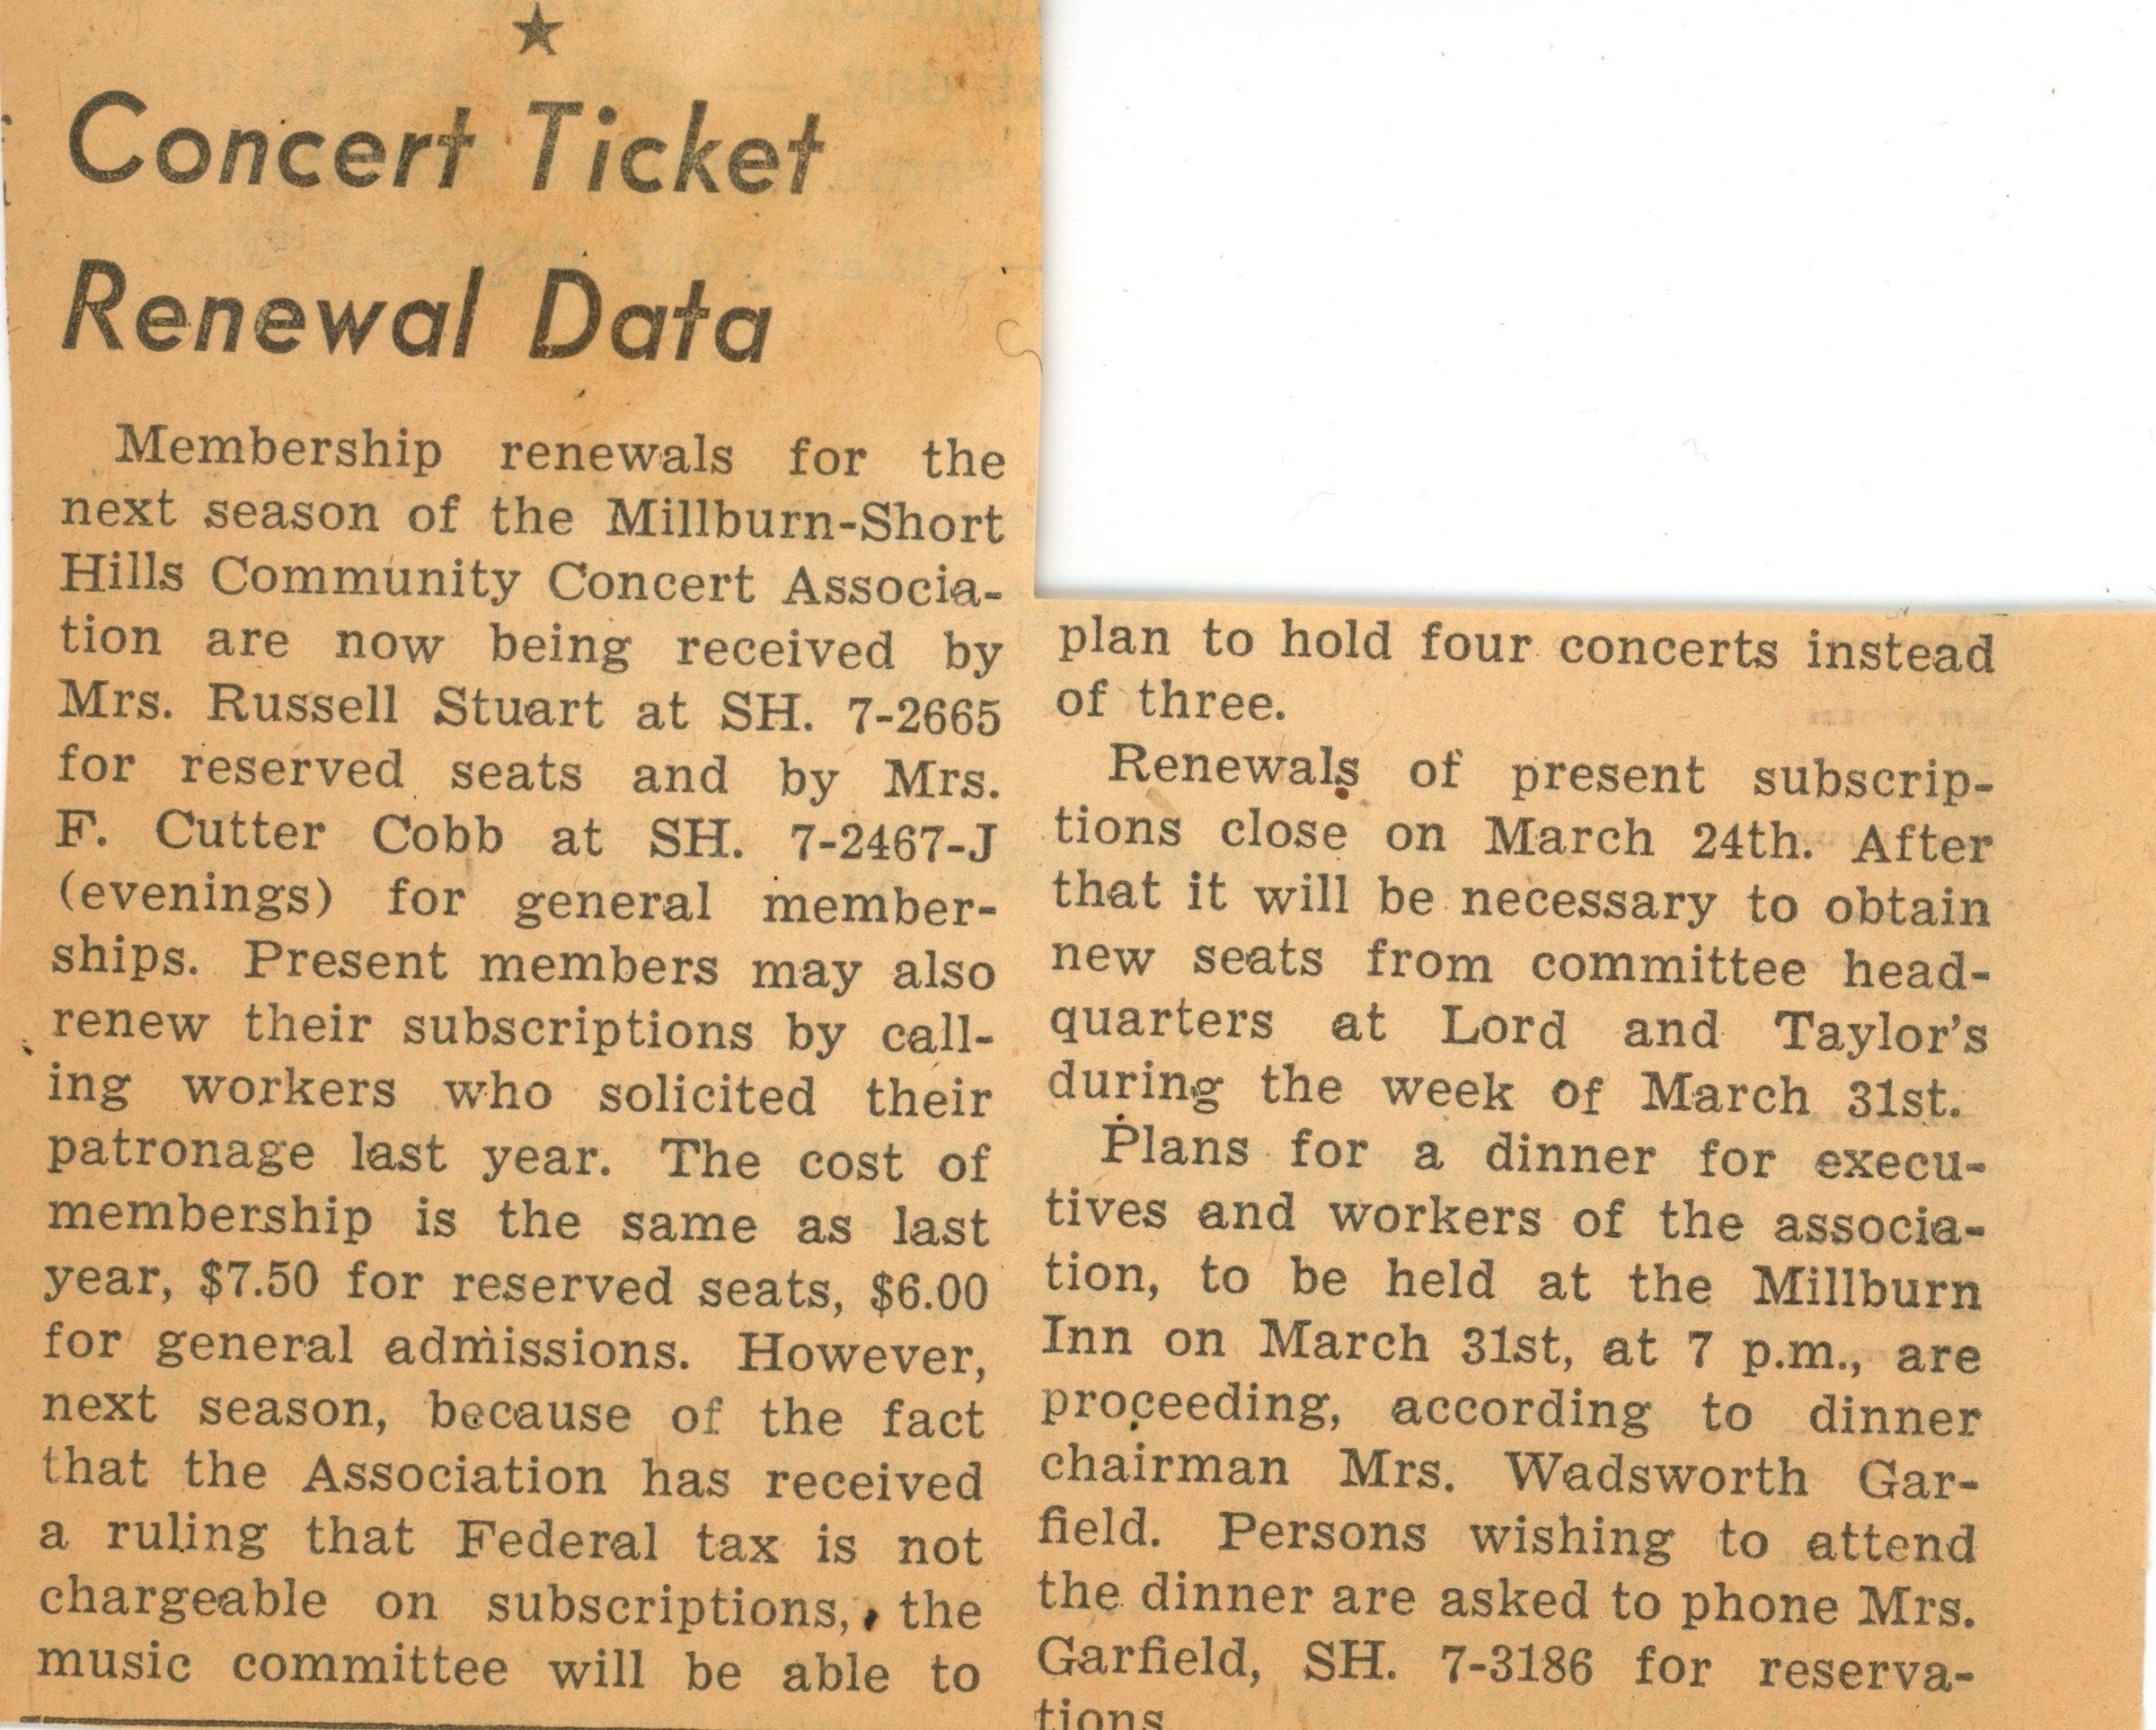 ★
Concert Ticket
Renewal Data
Membership renewals for the
next season of the Millburn-Short
Hills Community Concert Associa-
tion are now being received by
Mrs. Russell Stuart at SH. 7-2665
for reserved seats and by Mrs.
F. Cutter Cobb at SH. 7-2467-J
(evenings) for general member-
ships. Present members may also
renew their subscriptions by call-
ing workers who solicited their
patronage last year. The cost of
membership is the same as last
year, $7.50 for reserved seats, $6.00
for general admissions. However,
next season, because of the fact
that the Association has received
a ruling that Federal tax is not
chargeable on subscriptions, the
music committee will be able to
plan to hold four concerts instead
of three.
Renewals of present subscrip-
tions close on March 24th. After
that it will be necessary to obtain
new seats from committee head-
quarters at Lord and Taylor's
during the week of March 31st.
Plans for a dinner for execu-
tives and workers of the associa-
tion, to be held at the Millburn
Inn on March 31st, at 7 p.m., are
proceeding, according to dinner
chairman Mrs. Wadsworth Gar-
field. Persons wishing to attend
the dinner are asked to phone Mrs.
Garfield, SH. 7-3186 for reserva-
tions